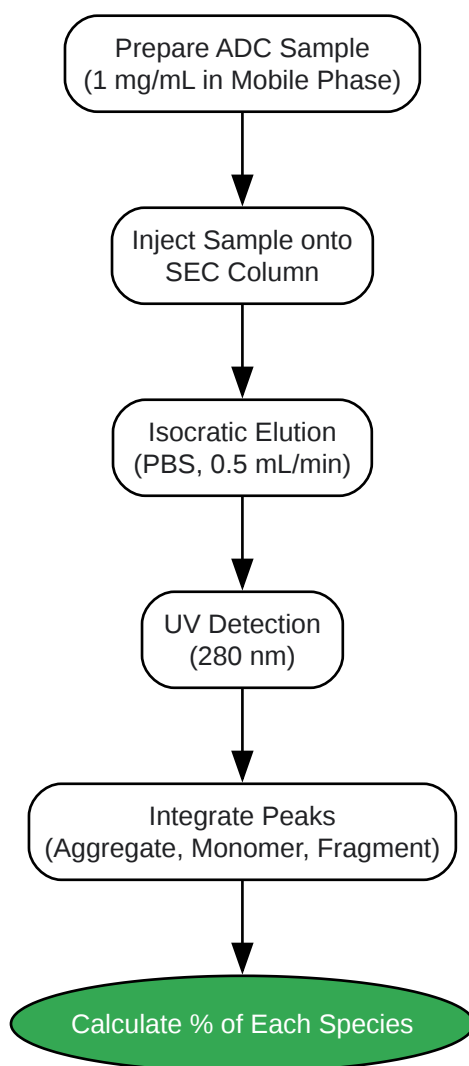 Prepare ADC Sample
(1 mg/mL in Mobile Phase)
Inject Sample onto
SEC Column
Isocratic Elution
(PBS, 0.5 mL/min)
UV Detection
(280 nm)
Integrate Peaks
(Aggregate, Monomer, Fragment)
Calculate % of Each Species